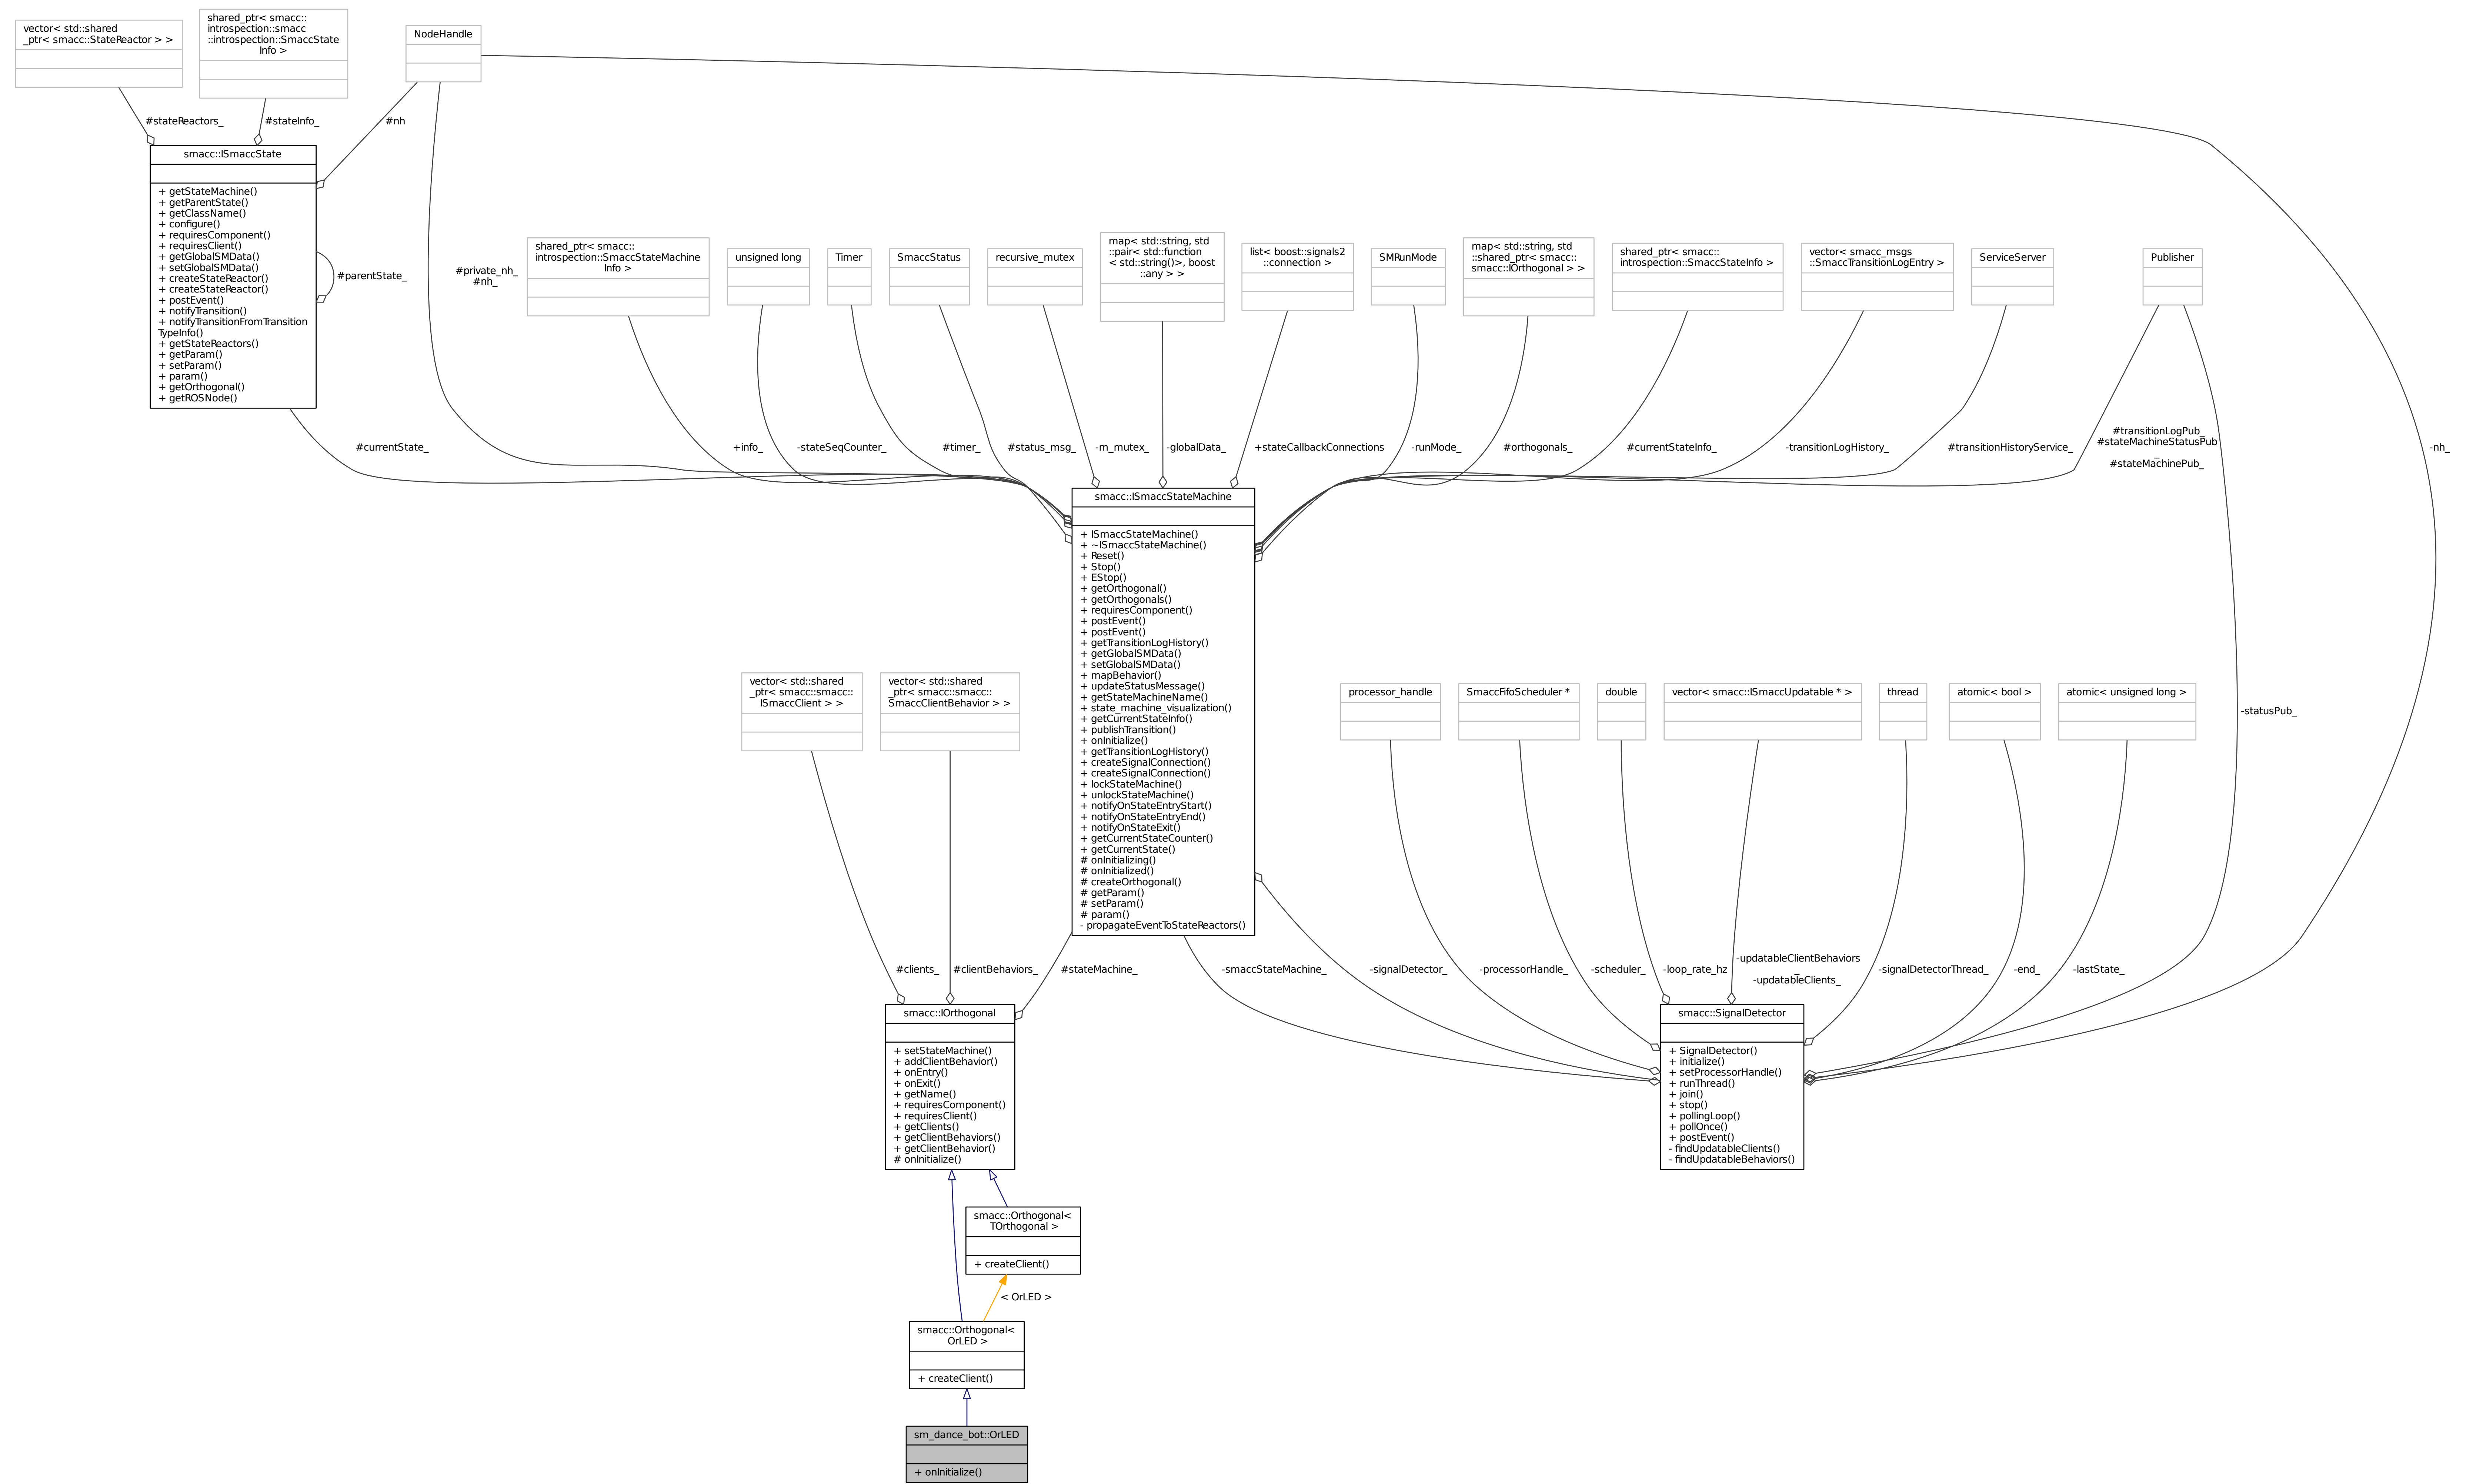 vector< std::shared
_ptr< smacc::StateReactor > >
shared_ptr< smacc::
introspection::smacc
::introspection::SmaccState
Info >
NodeHandle
#stateReactors_
#stateInfo_
#nh
smacc::ISmaccState
+ getStateMachine()
+ getParentState()
+ getClassName()
+ configure()
+ requiresComponent()
+ requiresClient()
+ getGlobalSMData()
+ setGlobalSMData()
+ createStateReactor()
+ createStateReactor()
+ postEvent()
+ notifyTransition()
+ notifyTransitionFromTransition
TypeInfo()
+ getStateReactors()
+ getParam()
+ setParam()
+ param()
+ getOrthogonal()
+ getROSNode()
#parentState_
#private_nh_
#nh_
shared_ptr< smacc::
introspection::SmaccStateMachine
Info >
unsigned long
Timer
SmaccStatus
recursive_mutex
map< std::string, std
::pair< std::function
< std::string()>, boost
::any > >
list< boost::signals2
::connection >
SMRunMode
map< std::string, std
::shared_ptr< smacc::
smacc::IOrthogonal > >
shared_ptr< smacc::
introspection::SmaccStateInfo >
vector< smacc_msgs
::SmaccTransitionLogEntry >
ServiceServer
Publisher
#currentState_
+info_
-stateSeqCounter_
#timer_
#status_msg_
-m_mutex_
-globalData_
+stateCallbackConnections
-runMode_
#orthogonals_
#currentStateInfo_
-transitionLogHistory_
#transitionHistoryService_
#transitionLogPub_
#stateMachineStatusPub
_
#stateMachinePub_
-nh_
smacc::ISmaccStateMachine
+ ISmaccStateMachine()
+ ~ISmaccStateMachine()
+ Reset()
+ Stop()
+ EStop()
+ getOrthogonal()
+ getOrthogonals()
+ requiresComponent()
+ postEvent()
+ postEvent()
+ getTransitionLogHistory()
+ getGlobalSMData()
+ setGlobalSMData()
+ mapBehavior()
+ updateStatusMessage()
+ getStateMachineName()
+ state_machine_visualization()
+ getCurrentStateInfo()
+ publishTransition()
+ onInitialize()
+ getTransitionLogHistory()
+ createSignalConnection()
+ createSignalConnection()
+ lockStateMachine()
+ unlockStateMachine()
+ notifyOnStateEntryStart()
+ notifyOnStateEntryEnd()
+ notifyOnStateExit()
+ getCurrentStateCounter()
+ getCurrentState()
# onInitializing()
# onInitialized()
# createOrthogonal()
# getParam()
# setParam()
# param()
- propagateEventToStateReactors()
vector< std::shared
_ptr< smacc::smacc::
ISmaccClient > >
vector< std::shared
_ptr< smacc::smacc::
SmaccClientBehavior > >
processor_handle
SmaccFifoScheduler *
double
vector< smacc::ISmaccUpdatable * >
thread
atomic< bool >
atomic< unsigned long >
-statusPub_
#clients_
#clientBehaviors_
#stateMachine_
-smaccStateMachine_
-signalDetector_
-processorHandle_
-scheduler_
-loop_rate_hz
-updatableClientBehaviors
_
-updatableClients_
-signalDetectorThread_
-end_
-lastState_
smacc::IOrthogonal
+ setStateMachine()
+ addClientBehavior()
+ onEntry()
+ onExit()
+ getName()
+ requiresComponent()
+ requiresClient()
+ getClients()
+ getClientBehaviors()
+ getClientBehavior()
# onInitialize()
smacc::SignalDetector
+ SignalDetector()
+ initialize()
+ setProcessorHandle()
+ runThread()
+ join()
+ stop()
+ pollingLoop()
+ pollOnce()
+ postEvent()
- findUpdatableClients()
- findUpdatableBehaviors()
smacc::Orthogonal<
TOrthogonal >
+ createClient()
< OrLED >
smacc::Orthogonal<
OrLED >
+ createClient()
sm_dance_bot::OrLED
+ onInitialize()